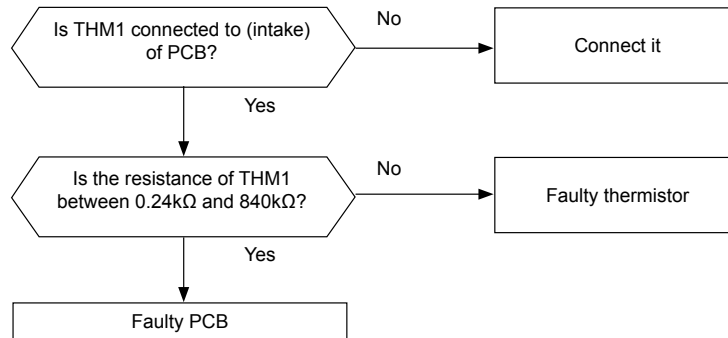 Is THM1 connected to (intake)
of PCB?
No
Connect it
Yes
Is the resistance of THM1
between 0.24kΩ and 840kΩ?
No
Faulty thermistor
Yes
Faulty PCB